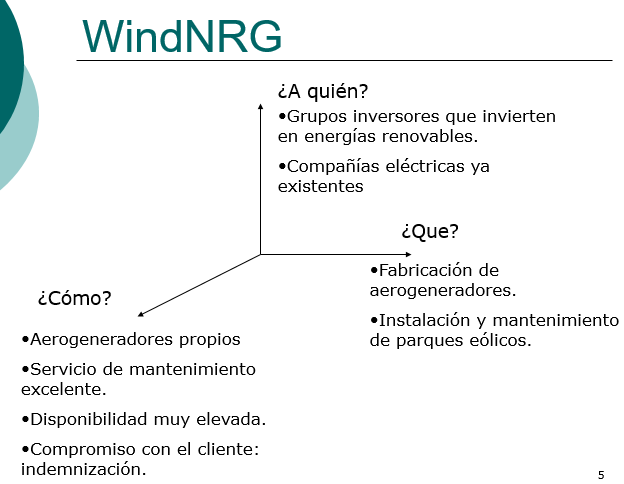 WindNRG
¿A quién?
•Grupos inversores que invierten
en energías renovables.
•Compañías eléctricas ya
existentes
¿Que?
•Fabricación de
aerogeneradores.
•Instalación y mantenimiento
de parques eólicos.
¿Cómo?
•Aerogeneradores propios
•Servicio de mantenimiento
excelente.
•Disponibilidad muy elevada.
•Compromiso con el cliente:
indemnización.
5